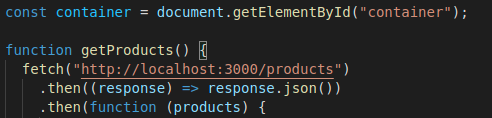 const container = document.getElementById("container");
function getProducts() {
fetch("http://localhost:3000/products")
.then((response) => response.json())
.then(function (products) {